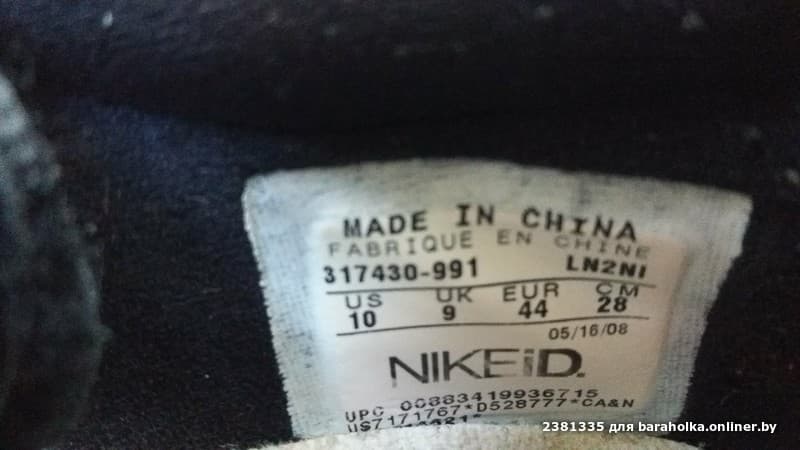 MADE IN CHINA
FABRIQUE EN CHINE
317430-991 LN2NI
US UK EUR CM
10 9 44 28
05/16/08
NIKEiD.
UPC 00883419936715
US7171767*D528777*CA&N
2381335 для baraholka.onliner.by